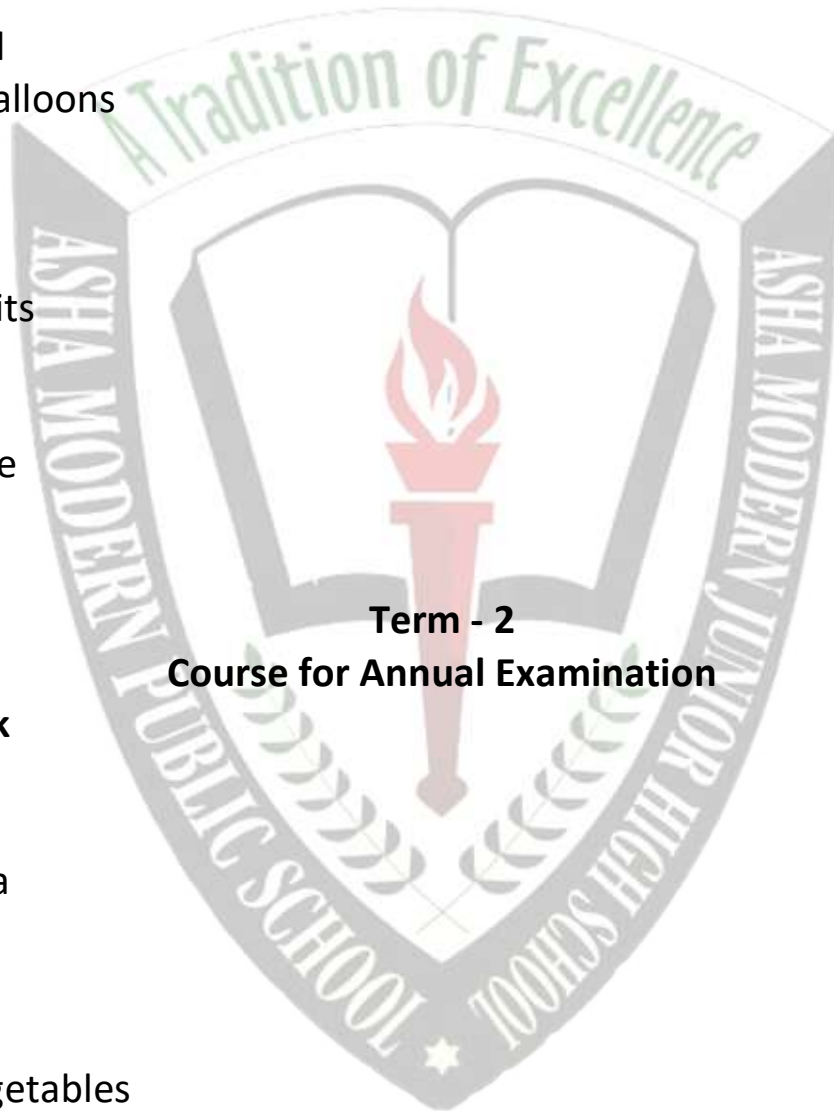 A Tradition of Excellence
alloons
its
e
ASHA MODERN PUBLIC SCHOOL
ASHA MODERN JUNIOR HIGH SCHOOL
Term - 2
Course for Annual Examination
k
a
getables